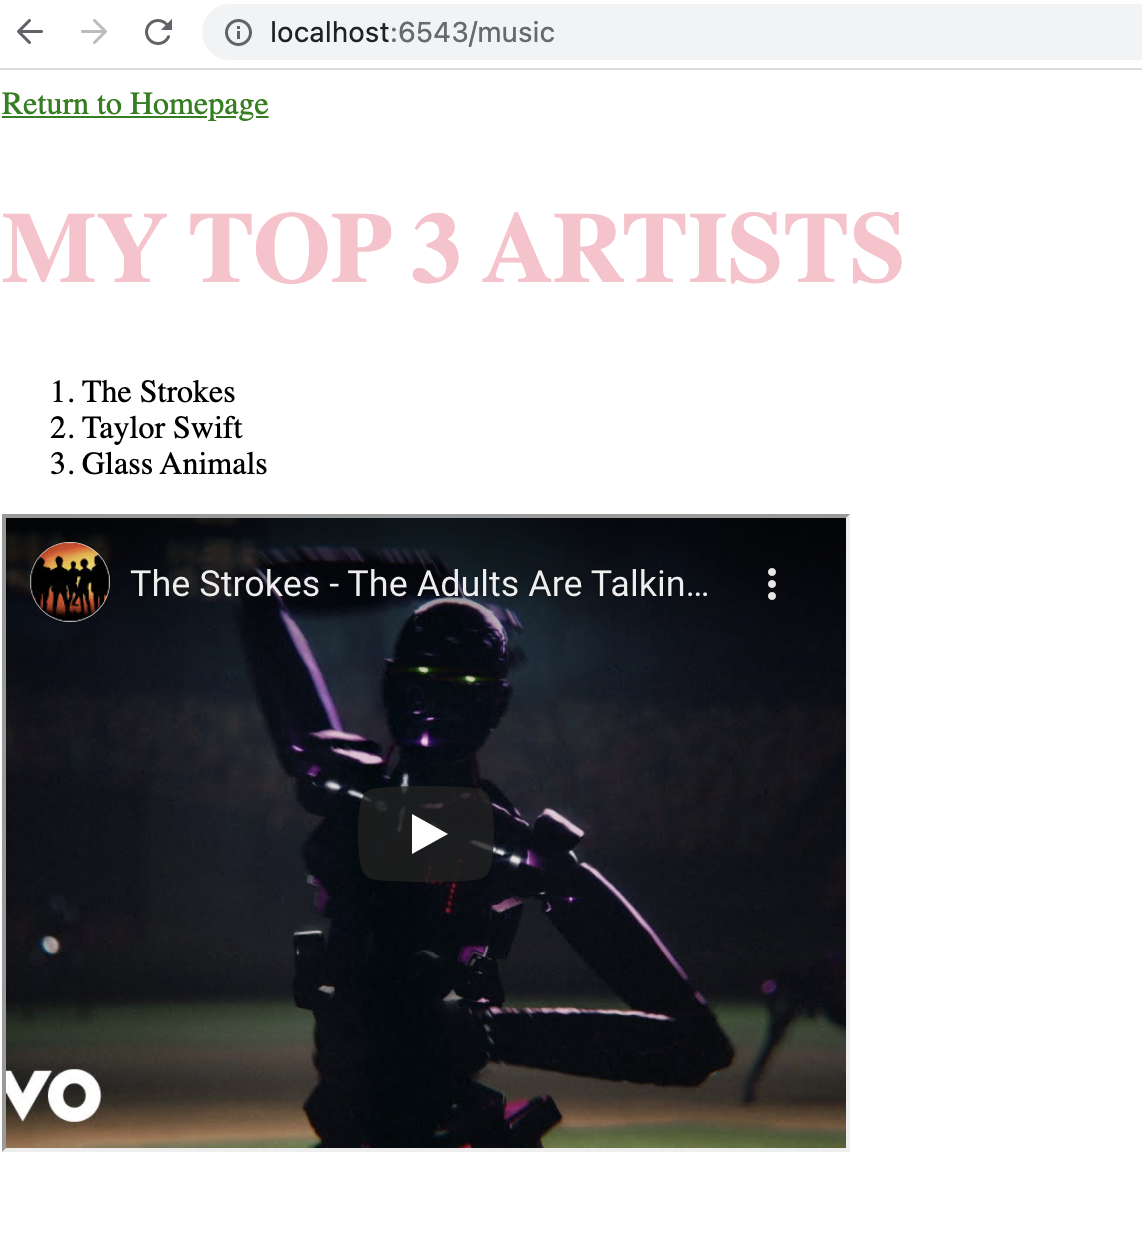 localhost:6543/music
Return to Homepage
MY TOP 3 ARTISTS
1. The Strokes
2. Taylor Swift
3. Glass Animals
The Strokes - The Adults Are Talkin...
VO